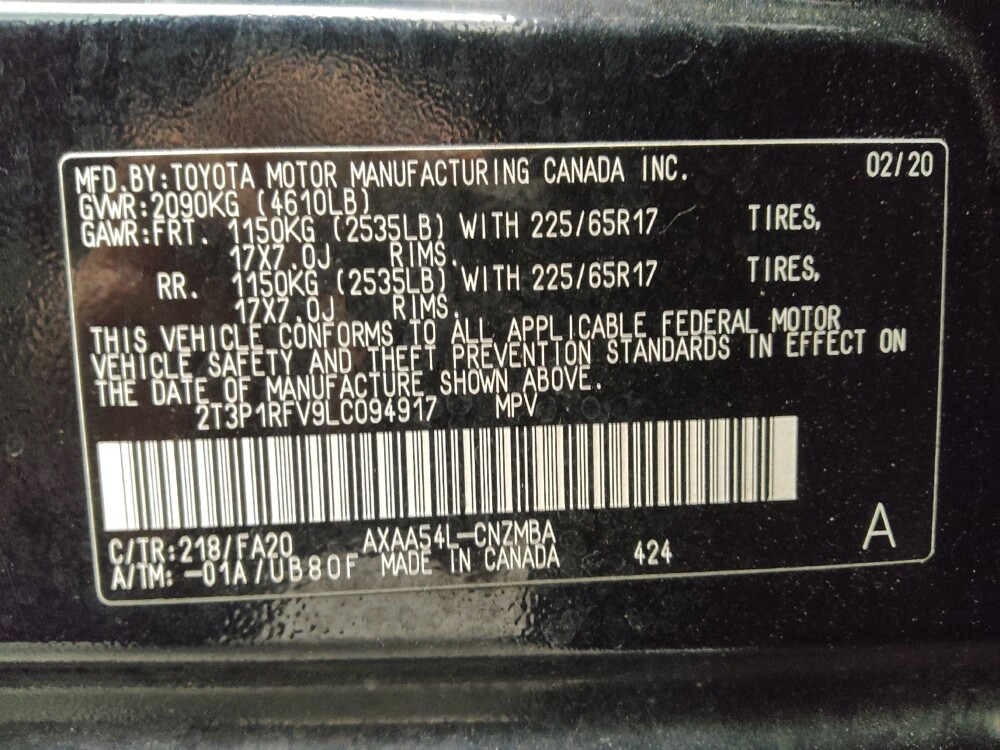 MFD.BY:TOYOTA MOTOR MANUFACTURING CANADA INC. 02/20
GVWR:2090KG (4610LB)
GAWR:FRT. 1150KG (2535LB) WITH 225/65R17 TIRES,
17X7.0J RIMS.
RR. 1150KG (2535LB) WITH 225/65R17 TIRES,
17X7.0J RIMS.
THIS VEHICLE CONFORMS TO ALL APPLICABLE FEDERAL MOTOR
VEHICLE SAFETY AND THEFT PREVENTION STANDARDS IN EFFECT ON
THE DATE OF MANUFACTURE SHOWN ABOVE.
2T3P1RFV9LC094917 MPV
C/TR:218/FA20 AXAA54L-CNZMBA
A/TM: -01A/UB80F MADE IN CANADA 424 A